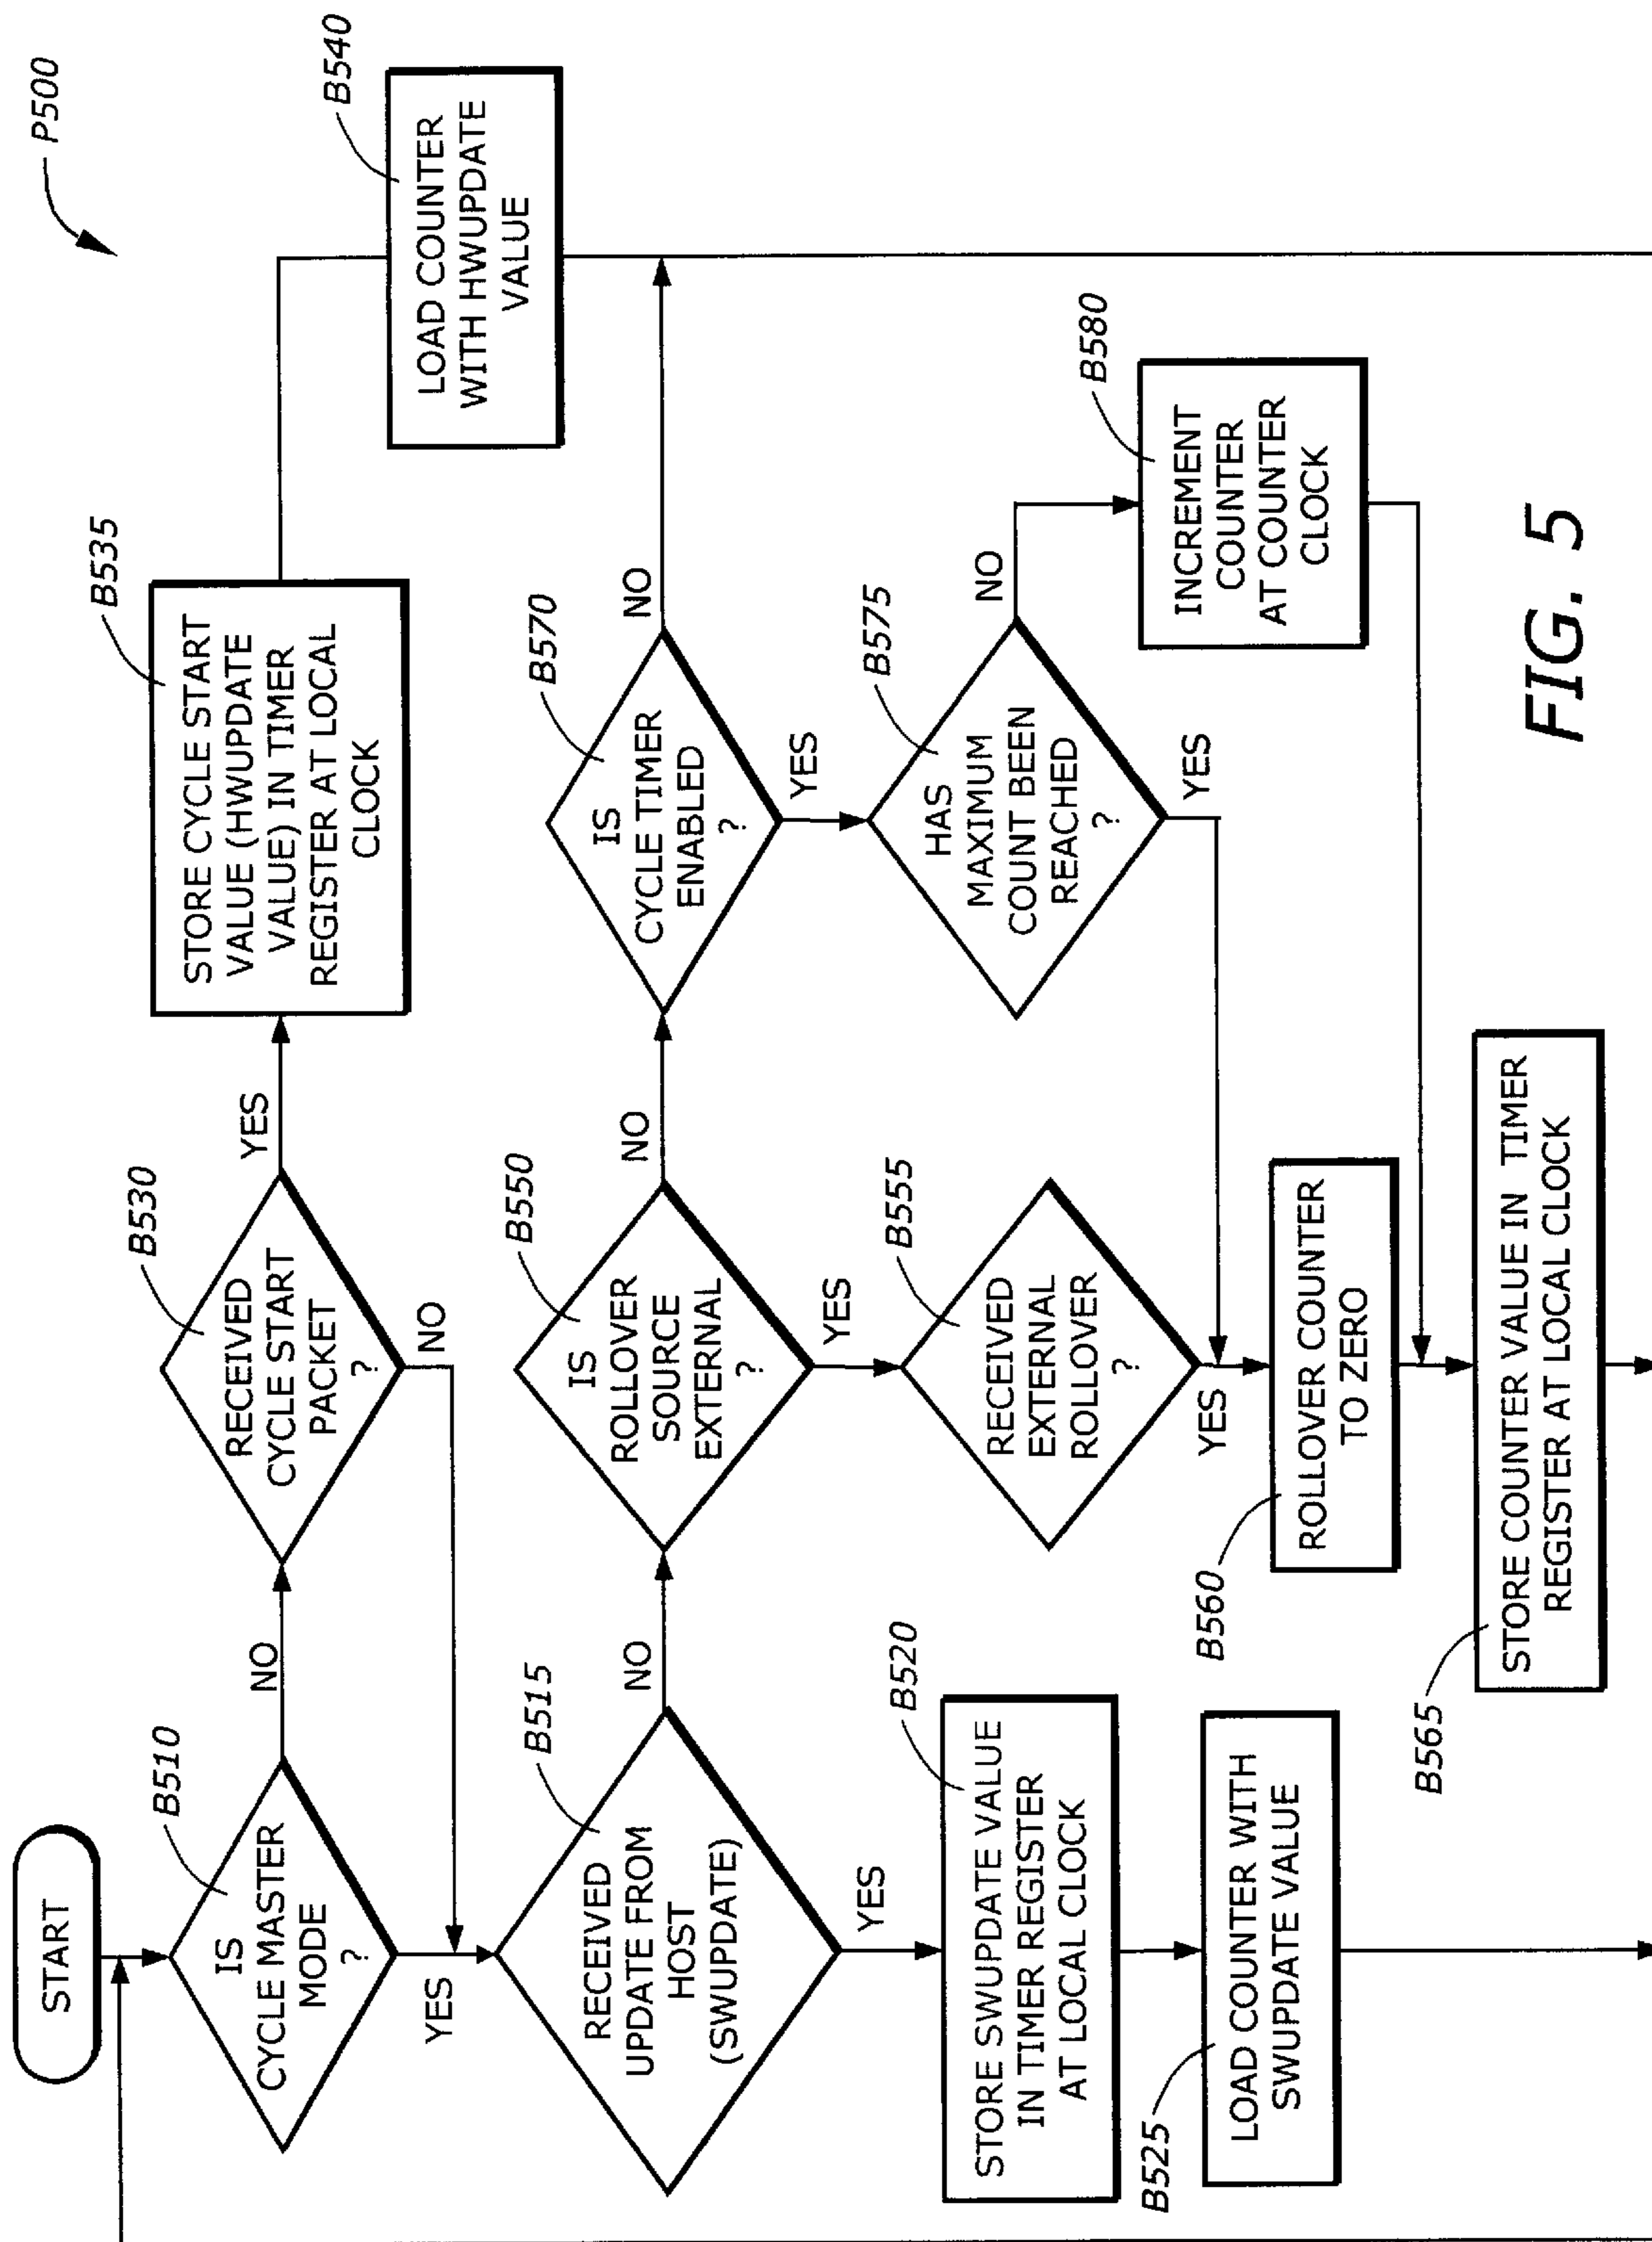 P500
START
B510
IS
CYCLE MASTER
MODE
?
NO
YES
B530
RECEIVED
CYCLE START
PACKET
?
YES
NO
B535
STORE CYCLE START
VALUE (HWUPDATE
VALUE) IN TIMER
REGISTER AT LOCAL
CLOCK
B540
LOAD COUNTER
WITH HWUPDATE
VALUE
B515
RECEIVED
UPDATE FROM
HOST
(SWUPDATE)
NO
YES
B550
IS
ROLLOVER
SOURCE
EXTERNAL
?
NO
YES
B570
IS
CYCLE TIMER
ENABLED
?
NO
YES
B520
STORE SWUPDATE VALUE
IN TIMER REGISTER
AT LOCAL CLOCK
B555
RECEIVED
EXTERNAL
ROLLOVER
?
YES
B575
HAS
MAXIMUM
COUNT BEEN
REACHED
?
NO
YES
B580
INCREMENT
COUNTER
AT COUNTER
CLOCK
B525
LOAD COUNTER WITH
SWUPDATE VALUE
B560
ROLLOVER COUNTER
TO ZERO
B565
STORE COUNTER VALUE IN TIMER
REGISTER AT LOCAL CLOCK
FIG. 5